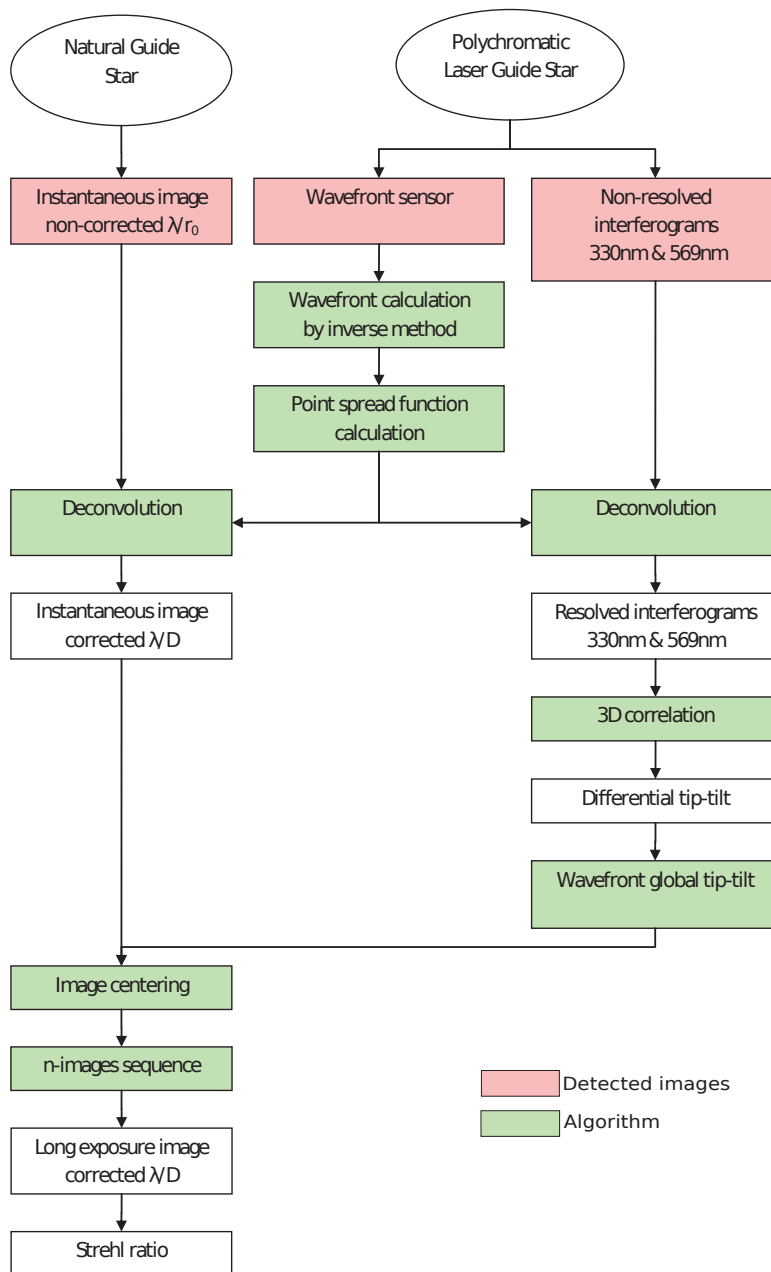 Natural Guide
Star
Polychromatic
Laser Guide Star
Instantaneous image
non-corrected λ/r₀
Wavefront sensor
Non-resolved
interferograms
330nm & 569nm
Wavefront calculation
by inverse method
Point spread function
calculation
Deconvolution
Deconvolution
Instantaneous image
corrected λ/D
Resolved interferograms
330nm & 569nm
3D correlation
Differential tip-tilt
Wavefront global tip-tilt
Image centering
n-images sequence
Long exposure image
corrected λ/D
Strehl ratio
Detected images
Algorithm